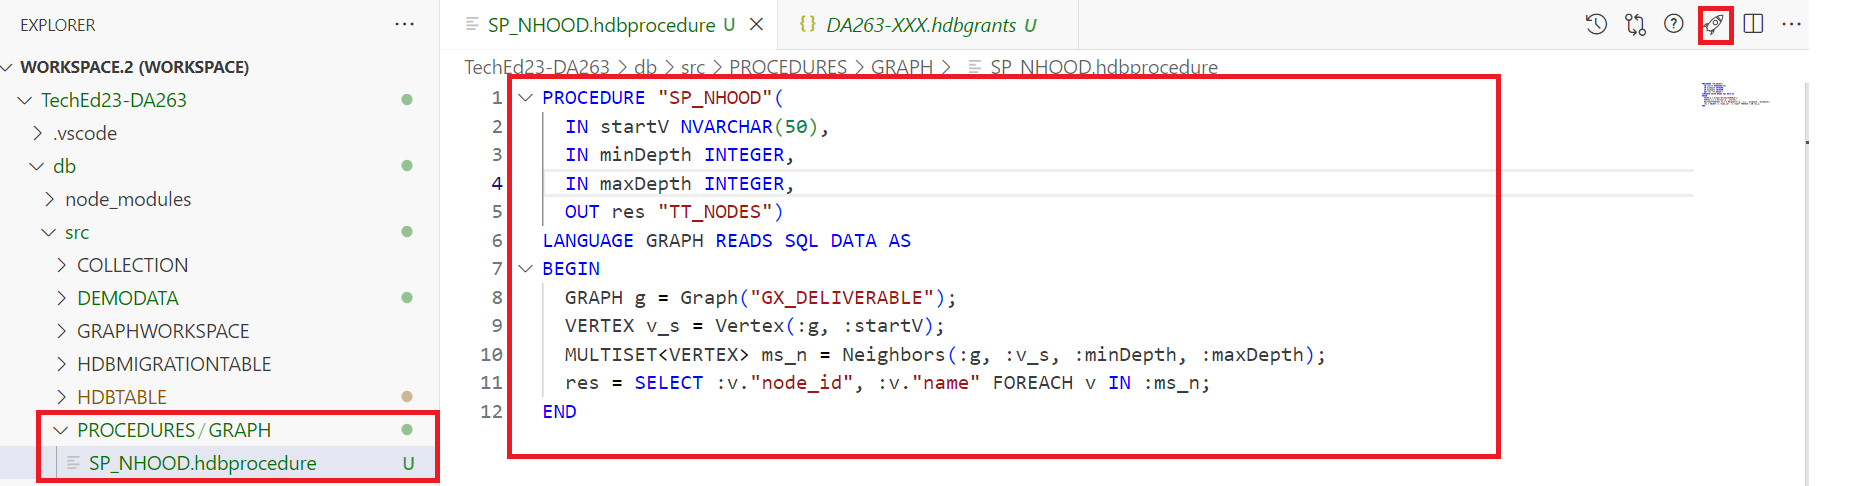 EXPLORER
WORKSPACE.2 (WORKSPACE)
TechEd23-DA263
.vscode
db
node_modules
src
COLLECTION
DEMODATA
GRAPHWORKSPACE
HDBMIGRATIONTABLE
HDBTABLE
PROCEDURES / GRAPH
SP_NHOOD.hdbprocedure U
SP_NHOOD.hdbprocedure U
{} DA263-XXX.hdbgrants U
TechEd23-DA263 > db > src > PROCEDURES > GRAPH > SP_NHOOD.hdbprocedure
1 PROCEDURE "SP_NHOOD"(
2 IN startV NVARCHAR(50),
3 IN minDepth INTEGER,
4 IN maxDepth INTEGER,
5 OUT res "TT_NODES")
6 LANGUAGE GRAPH READS SQL DATA AS
7 BEGIN
8 GRAPH g = Graph("GX_DELIVERABLE");
9 VERTEX v_s = Vertex(:g, :startV);
10 MULTISET<VERTEX> ms_n = Neighbors(:g, :v_s, :minDepth, :maxDepth);
11 res = SELECT :v."node_id", :v."name" FOREACH v IN :ms_n;
12 END